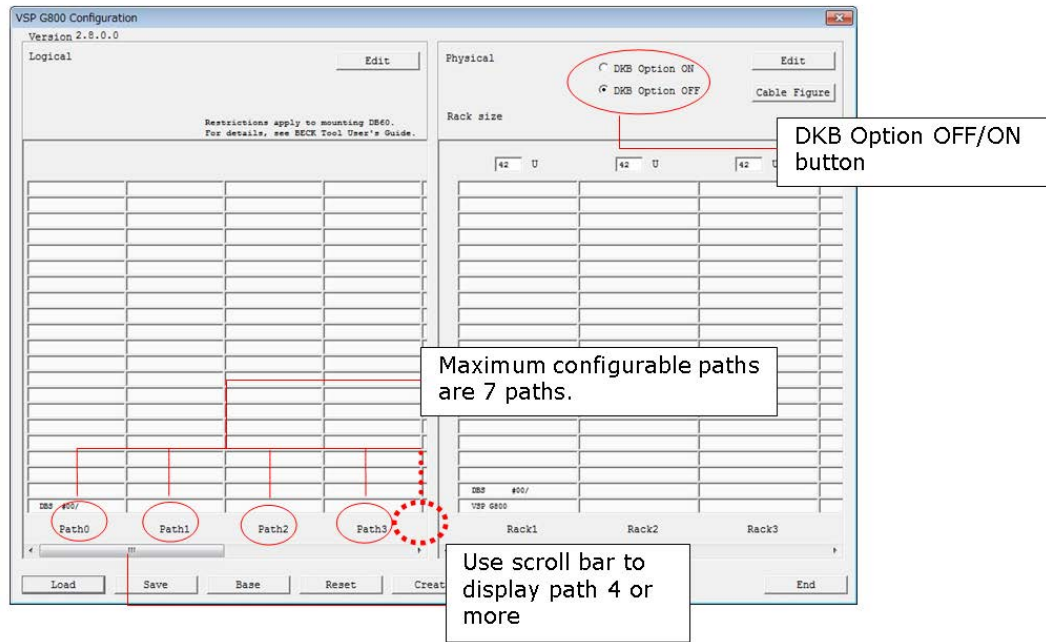 VSP G800 Configuration
Version 2.8.0.0
Logical
Edit
Restrictions apply to mounting DB60.
For details, see BECK Tool User's Guide.
Physical
DKB Option ON
DKB Option OFF
Edit
Cable Figure
Rack size
42 U
42 U
42
DKB Option OFF/ON
button
Maximum configurable paths
are 7 paths.
DBS #00/
Path0
Path1
Path2
Path3
DBS #00/
VSP G800
Rack1
Rack2
Rack3
Use scroll bar to
display path 4 or
more
Load
Save
Base
Reset
Creat
End